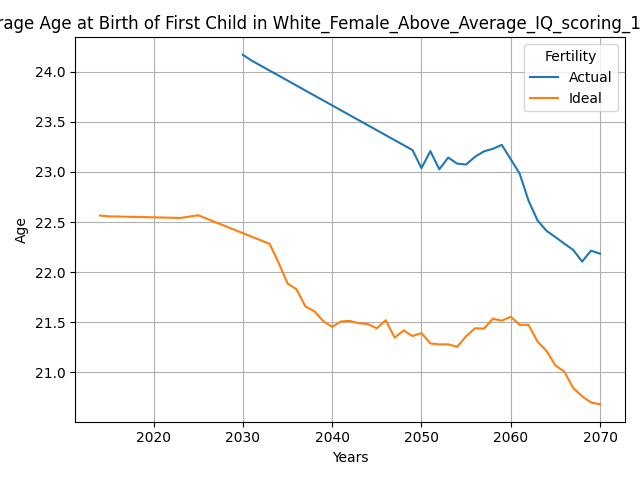 rage Age at Birth of First Child in White_Female_Above_Average_IQ_scoring_1
Fertility
Actual
Ideal
24.0
23.5
23.0
22.5
22.0
21.5
21.0
Age
2020 2030 2040 2050 2060 2070
Years